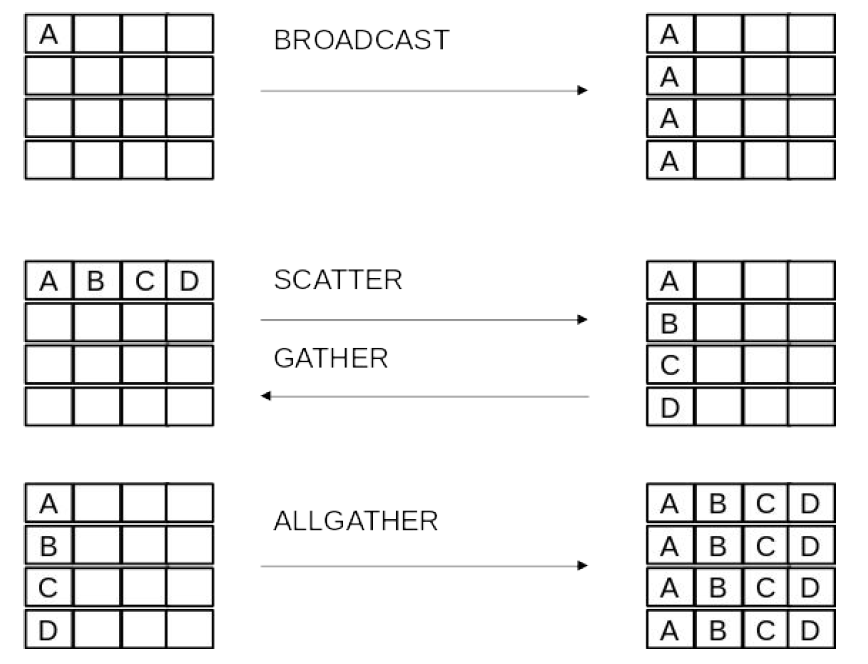 A BROADCAST A
A
A
A
A B C D SCATTER A
B
GATHER C
D
A ALLGATHER A B C D
B A B C D
C A B C D
D A B C D